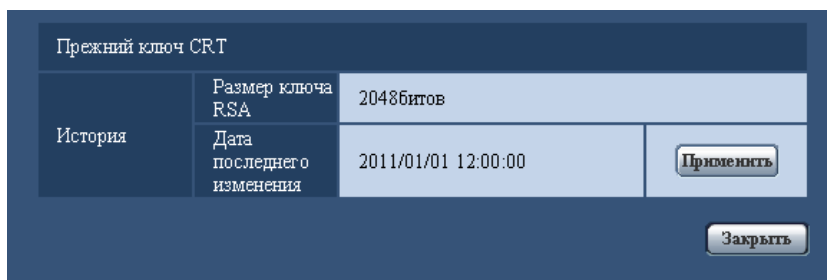 Прежний ключ CRT
История
Размер ключа
RSA
2048битов
Дата
последнего
изменения
2011/01/01 12:00:00
Применить
Закрыть